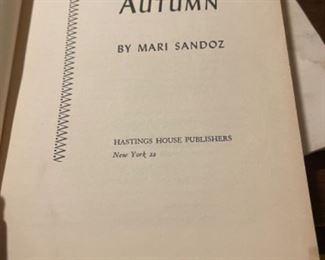 AUTUMN
BY MARI SANDOZ
HASTINGS HOUSE PUBLISHERS
New York 22